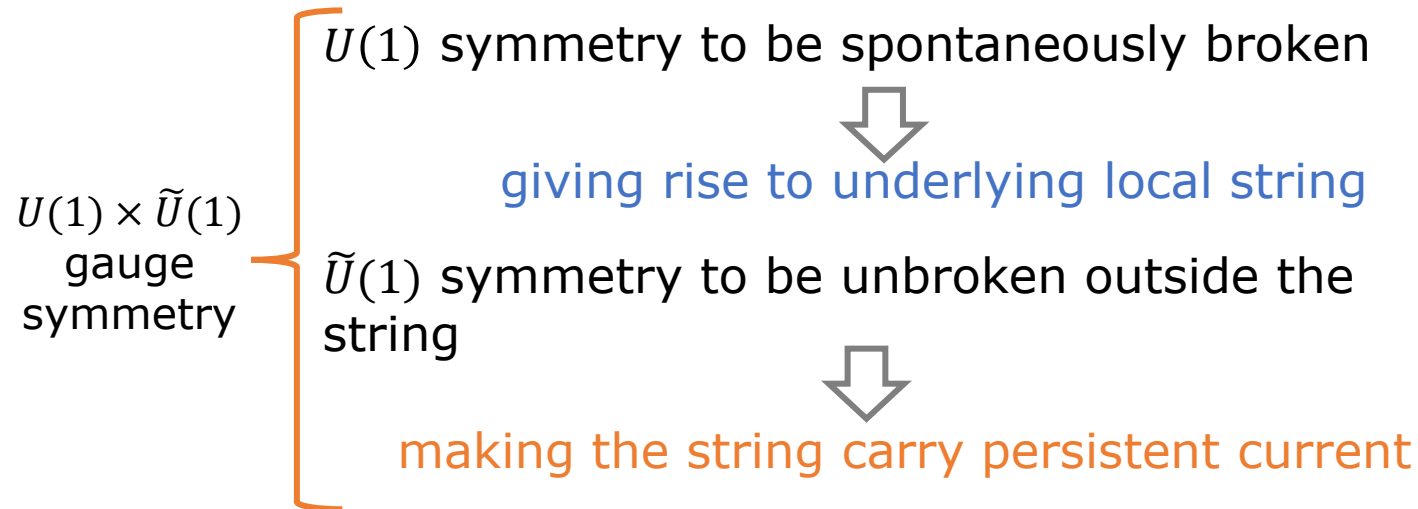 U(1) symmetry to be spontaneously broken
giving rise to underlying local string
U(1) × Ũ(1)
gauge
symmetry
Ũ(1) symmetry to be unbroken outside the
string
making the string carry persistent current